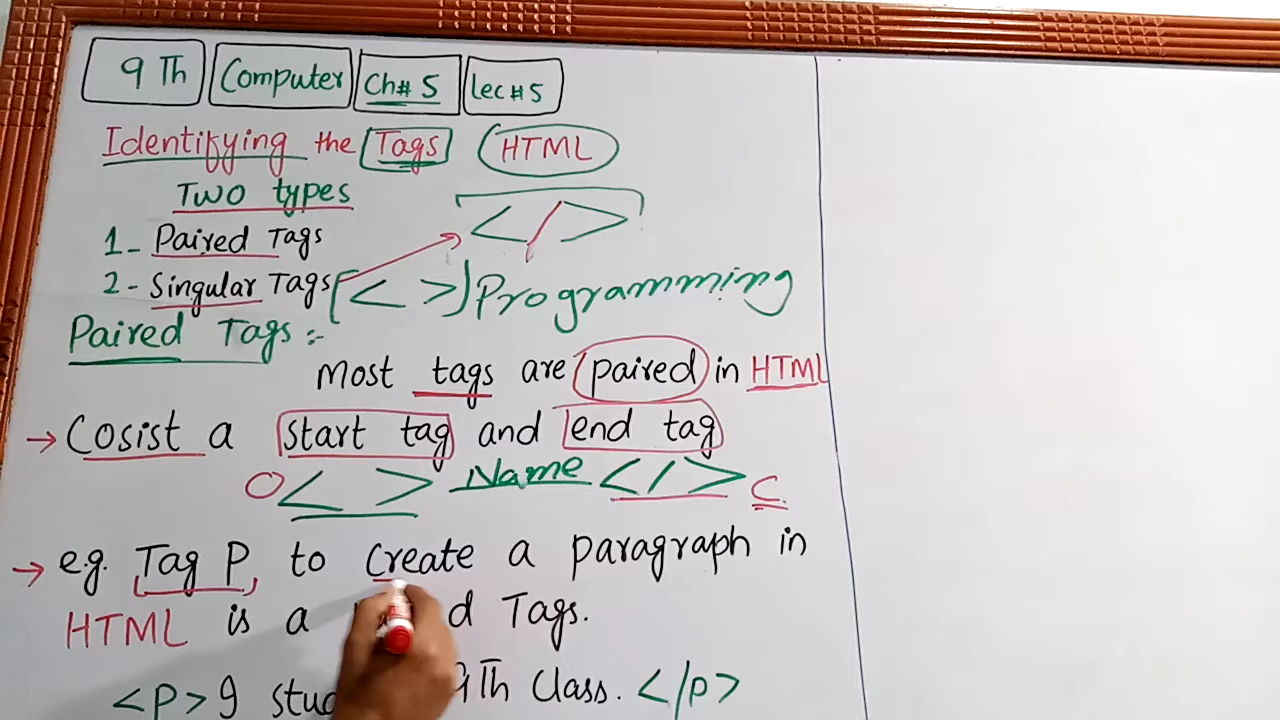 9 Th Computer Ch# 5 Lec# 5
Identifying the Tags HTML
Two types
< / >
1- Paired Tags
2- Singular Tags < > Programming
Paired Tags :-
Most tags are paired in HTML
→ Cosist a start tag and end tag
O < > Name < / > C
→ e.g. Tag P to create a paragraph in
HTML is a Tags.
<P> 9 9Th Class. </p>